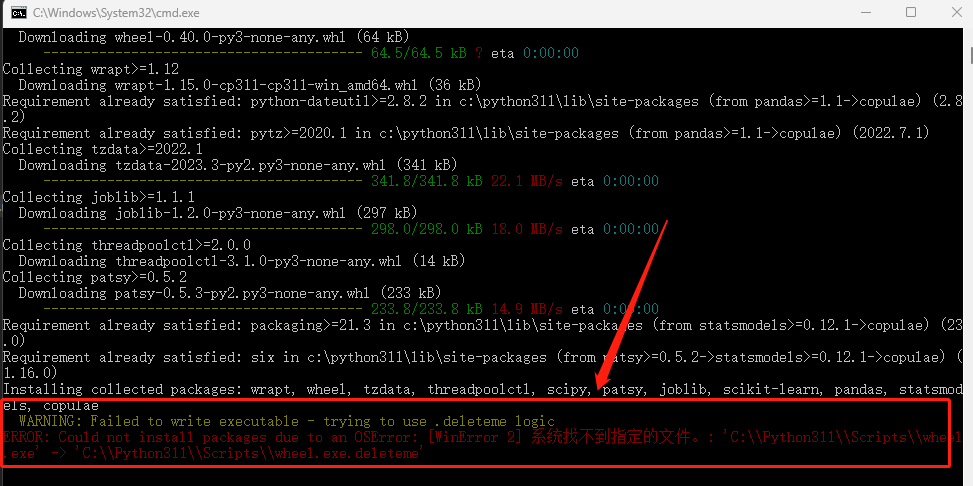 C:\Windows\System32\cmd.exe
Downloading wheel-0.40.0-py3-none-any.whl (64 kB)
---------------------------------------- 64.5/64.5 kB ? eta 0:00:00
Collecting wrapt>=1.12
Downloading wrapt-1.15.0-cp311-cp311-win_amd64.whl (36 kB)
Requirement already satisfied: python-dateutil>=2.8.2 in c:\python311\lib\site-packages (from pandas>=1.1->copulae) (2.8
.2)
Requirement already satisfied: pytz>=2020.1 in c:\python311\lib\site-packages (from pandas>=1.1->copulae) (2022.7.1)
Collecting tzdata>=2022.1
Downloading tzdata-2023.3-py2.py3-none-any.whl (341 kB)
---------------------------------------- 341.8/341.8 kB 22.1 MB/s eta 0:00:00
Collecting joblib>=1.1.1
Downloading joblib-1.2.0-py3-none-any.whl (297 kB)
---------------------------------------- 298.0/298.0 kB 18.0 MB/s eta 0:00:00
Collecting threadpoolctl>=2.0.0
Downloading threadpoolctl-3.1.0-py3-none-any.whl (14 kB)
Collecting patsy>=0.5.2
Downloading patsy-0.5.3-py2.py3-none-any.whl (233 kB)
---------------------------------------- 233.8/233.8 kB 14.9 MB/s eta 0:00:00
Requirement already satisfied: packaging>=21.3 in c:\python311\lib\site-packages (from statsmodels>=0.12.1->copulae) (23
.0)
Requirement already satisfied: six in c:\python311\lib\site-packages (from patsy>=0.5.2->statsmodels>=0.12.1->copulae) (
1.16.0)
Installing collected packages: wrapt, wheel, tzdata, threadpoolctl, scipy, patsy, joblib, scikit-learn, pandas, statsmod
els, copulae
WARNING: Failed to write executable - trying to use .deleteme logic
ERROR: Could not install packages due to an OSError: [WinError 2] 系统找不到指定的文件。: 'C:\\Python311\\Scripts\\wheel
.exe' -> 'C:\\Python311\\Scripts\\wheel.exe.deleteme'